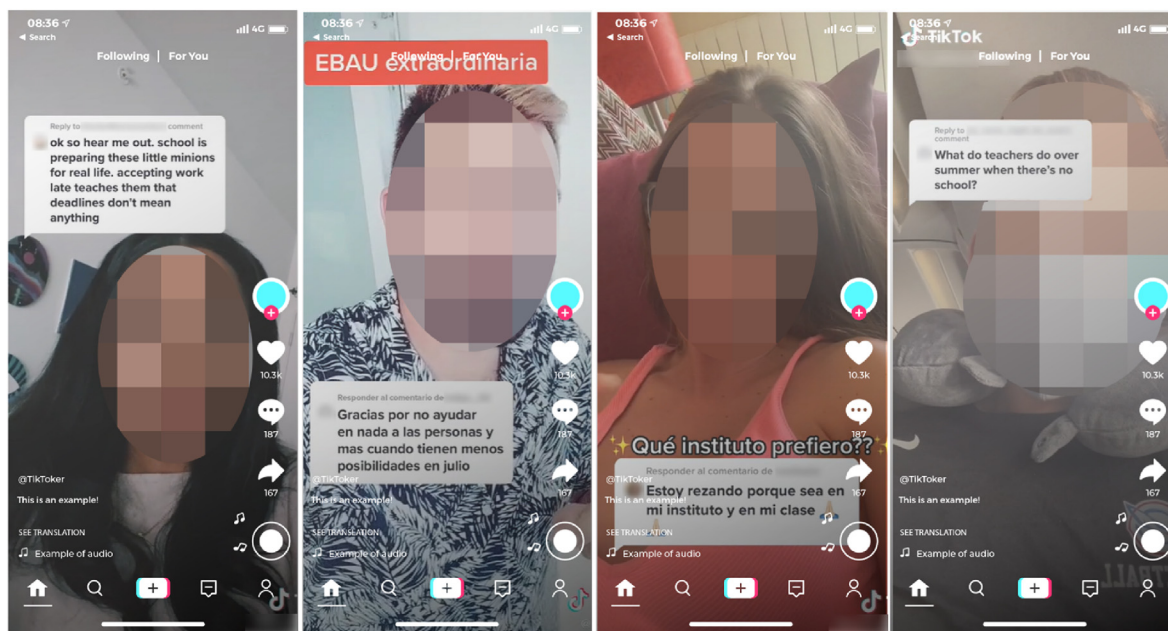 08:36
Search
4G
Following | For You
Reply to comment
ok so hear me out. school is
preparing these little minions
for real life. accepting work
late teaches them that
deadlines don't mean
anything
10.3k
187
167
@TikToker
This is an example!
SEE TRANSLATION
Example of audio
08:36
Search
4G
Following | For You
EBAU extraordinaria
10.3k
Responder al comentario de
Gracias por no ayudar
en nada a las personas y
mas cuando tienen menos
posibilidades en julio
187
167
@TikToker
This is an example!
SEE TRANSLATION
Example of audio
08:36
Search
4G
Following | For You
10.3k
187
Qué instituto prefiero??
Responder al comentario de
Estoy rezando porque sea en
mi instituto y en mi clase
167
@TikToker
This is an example!
SEE TRANSLATION
Example of audio
08:36
Search
4G
TikTok
Following | For You
Reply to
comment
What do teachers do over
summer when there's no
school?
10.3k
187
167
@TikToker
This is an example!
SEE TRANSLATION
Example of audio